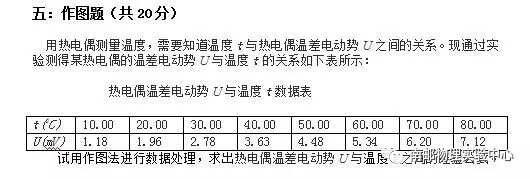 五：作图题（共 20 分）
用热电偶测量温度，需要知道温度 t 与热电偶温差电动势 U 之间的关系。现通过实
验测得某热电偶的温差电动势 U 与温度 t 的关系如下表所示：
热电偶温差电动势 U 与温度 t 数据表
t(℃) 10.00 20.00 30.00 40.00 50.00 60.00 70.00 80.00
U(mV) 1.18 1.96 2.78 3.63 4.48 5.34 6.20 7.12
试用作图法进行数据处理，求出热电偶温差电动势 U 与温度
物理实验中心